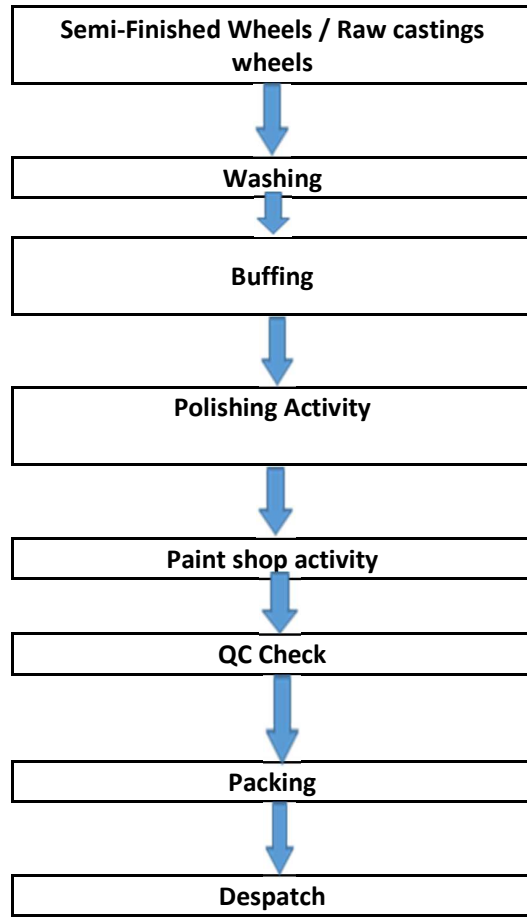 Semi-Finished Wheels / Raw castings
wheels
Washing
Buffing
Polishing Activity
Paint shop activity
QC Check
Packing
Despatch